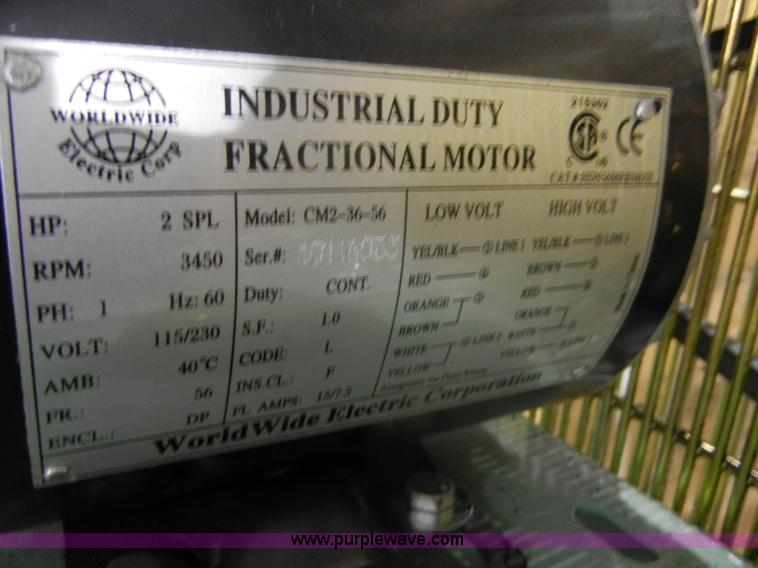 WORLDWIDE
Electric Corp
INDUSTRIAL DUTY
FRACTIONAL MOTOR
CE
HP: 2 SPL
RPM: 3450
PH: 1 Hz: 60
VOLT: 115/230
AMB: 40°C
FR.: 56
ENCL.: DP
Model: CM2-36-56
Ser.#:
Duty: CONT.
S.F.: 1.0
CODE: L
INS.CL.: F
FL AMPS: 15/7.5
LOW VOLT HIGH VOLT
YEL/BLK LINE 1 YEL/BLK LINE 1
RED BROWN
ORANGE RED
BROWN ORANGE
WHITE LINE 2 WHITE
YELLOW YELLOW
WorldWide Electric Corporation
www.purplewave.com